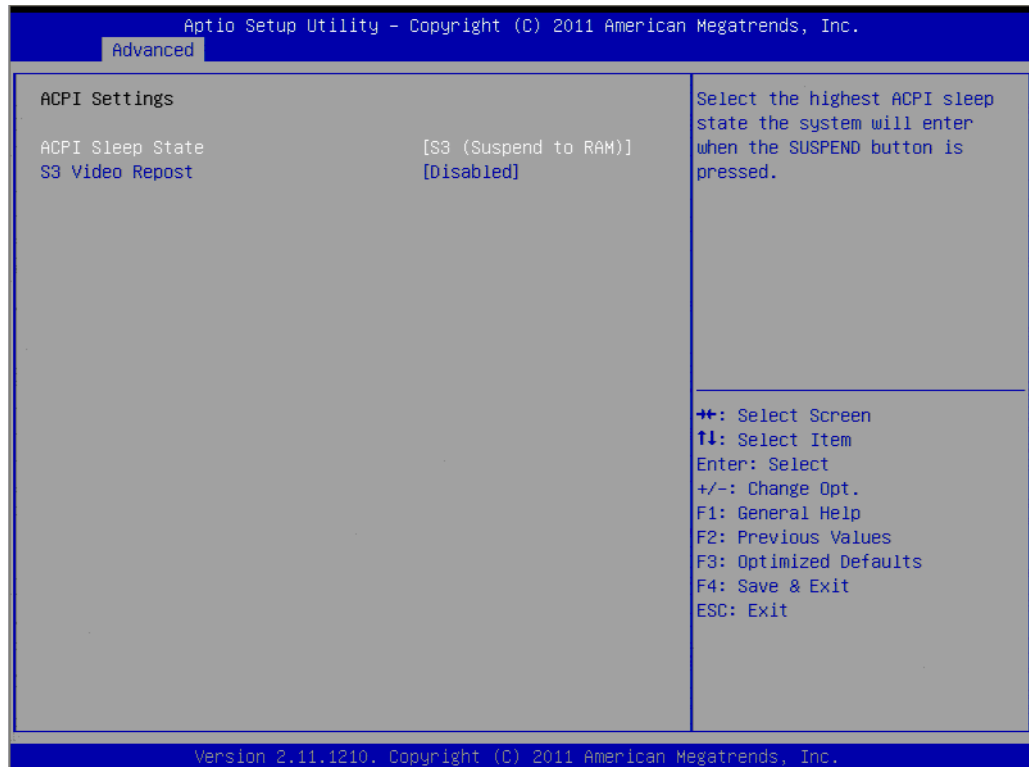 Aptio Setup Utility – Copyright (C) 2011 American Megatrends, Inc.
Advanced
ACPI Settings
ACPI Sleep State [S3 (Suspend to RAM)]
S3 Video Repost [Disabled]
Select the highest ACPI sleep
state the system will enter
when the SUSPEND button is
pressed.
→←: Select Screen
↑↓: Select Item
Enter: Select
+/-: Change Opt.
F1: General Help
F2: Previous Values
F3: Optimized Defaults
F4: Save & Exit
ESC: Exit
Version 2.11.1210. Copyright (C) 2011 American Megatrends, Inc.